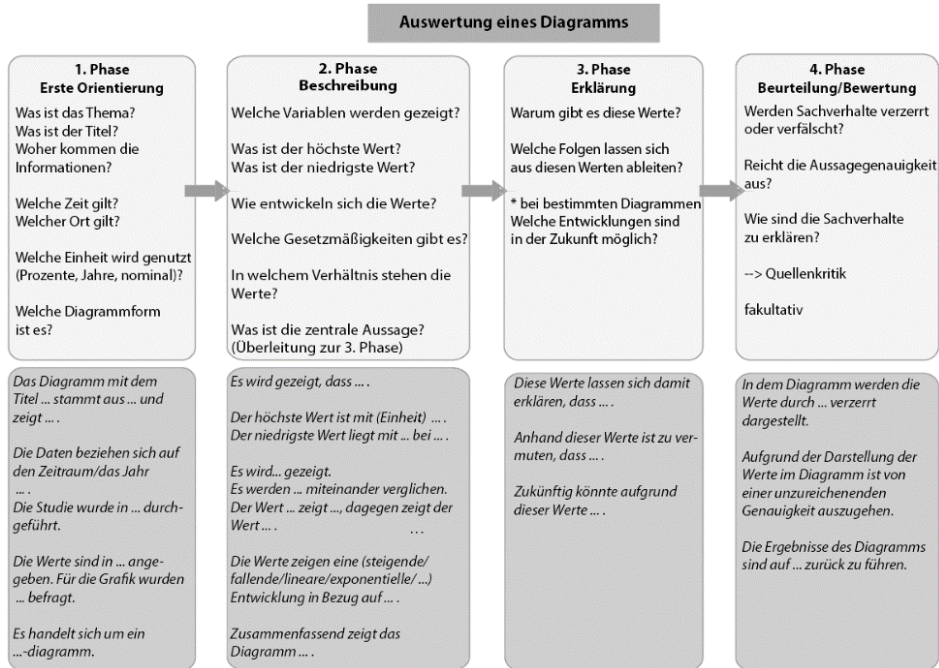 Auswertung eines Diagramms
1. Phase
Erste Orientierung
Was ist das Thema?
Was ist der Titel?
Woher kommen die
Informationen?
Welche Zeit gilt?
Welcher Ort gilt?
Welche Einheit wird genutzt
(Prozente, Jahre, nominal)?
Welche Diagrammform
ist es?
2. Phase
Beschreibung
Welche Variablen werden gezeigt?
Was ist der höchste Wert?
Was ist der niedrigste Wert?
Wie entwickeln sich die Werte?
Welche Gesetzmäßigkeiten gibt es?
In welchem Verhältnis stehen die
Werte?
Was ist die zentrale Aussage?
(Überleitung zur 3. Phase)
3. Phase
Erklärung
Warum gibt es diese Werte?
Welche Folgen lassen sich
aus diesen Werten ableiten?
* bei bestimmten Diagrammen
Welche Entwicklungen sind
in der Zukunft möglich?
4. Phase
Beurteilung/Bewertung
Werden Sachverhalte verzerrt
oder verfälscht?
Reicht die Aussagegenauigkeit
aus?
Wie sind die Sachverhalte
zu erklären?
--> Quellenkritik
fakultativ
Das Diagramm mit dem
Titel ... stammt aus ... und
zeigt ... .
Die Daten beziehen sich auf
den Zeitraum/das Jahr
... .
Die Studie wurde in ... durch-
geführt.
Die Werte sind in ... ange-
geben. Für die Grafik wurden
... befragt.
Es handelt sich um ein
...-diagramm.
Es wird gezeigt, dass ... .
Der höchste Wert ist mit (Einheit) ... .
Der niedrigste Wert liegt mit ... bei ... .
Es wird... gezeigt.
Es werden ... miteinander verglichen.
Der Wert ... zeigt ..., dagegen zeigt der
Wert ... . ...
Die Werte zeigen eine (steigende/
fallende/lineare/exponentielle/ ...)
Entwicklung in Bezug auf ... .
Zusammenfassend zeigt das
Diagramm ... .
Diese Werte lassen sich damit
erklären, dass ... .
Anhand dieser Werte ist zu ver-
muten, dass ... .
Zukünftig könnte aufgrund
dieser Werte ... .
In dem Diagramm werden die
Werte durch ... verzerrt
dargestellt.
Aufgrund der Darstellung der
Werte im Diagramm ist von
einer unzureichenenden
Genauigkeit auszugehen.
Die Ergebnisse des Diagramms
sind auf ... zurück zu führen.